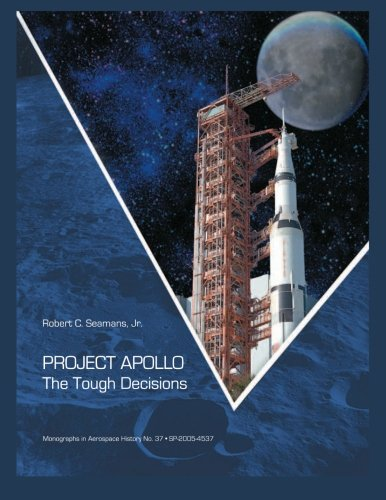 Robert C. Seamans, Jr.
PROJECT APOLLO
The Tough Decisions
Monographs in Aerospace History No. 37 • SP-2005-4537